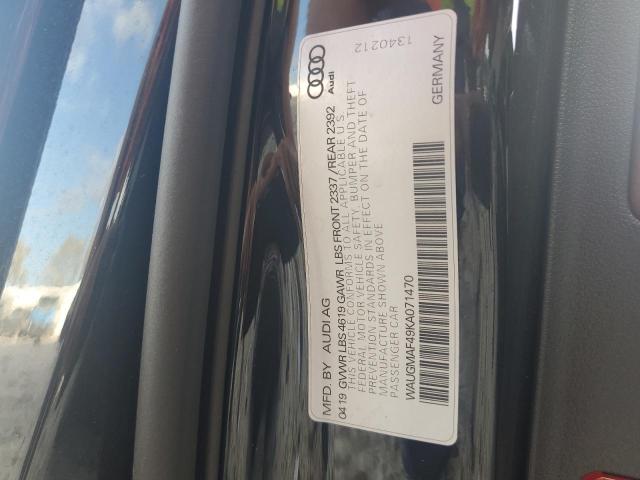 MFD. BY AUDI AG
Audi
04 19 GVWR LBS 4619 GAWR LBS FRONT 2337 / REAR 2392
THIS VEHICLE CONFORMS TO ALL APPLICABLE U.S.
FEDERAL MOTOR VEHICLE SAFETY, BUMPER AND THEFT
PREVENTION STANDARDS IN EFFECT ON THE DATE OF
MANUFACTURE SHOWN ABOVE
PASSENGER CAR
1340212
WAUGMAF49KA071470
GERMANY